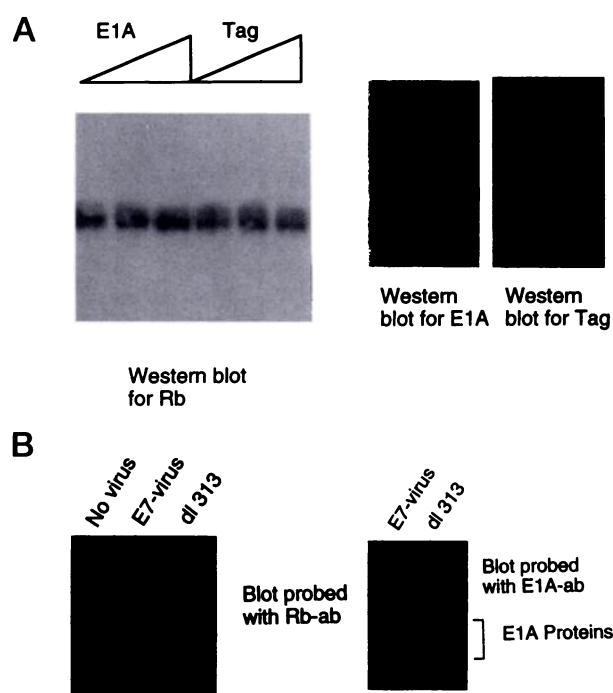 A
E1A
Tag
Western blot for Rb
Western blot for E1A
Western blot for Tag
B
No virus
E7-virus
dl 313
Blot probed with Rb-ab
E7-virus
dl 313
Blot probed with E1A-ab
E1A Proteins